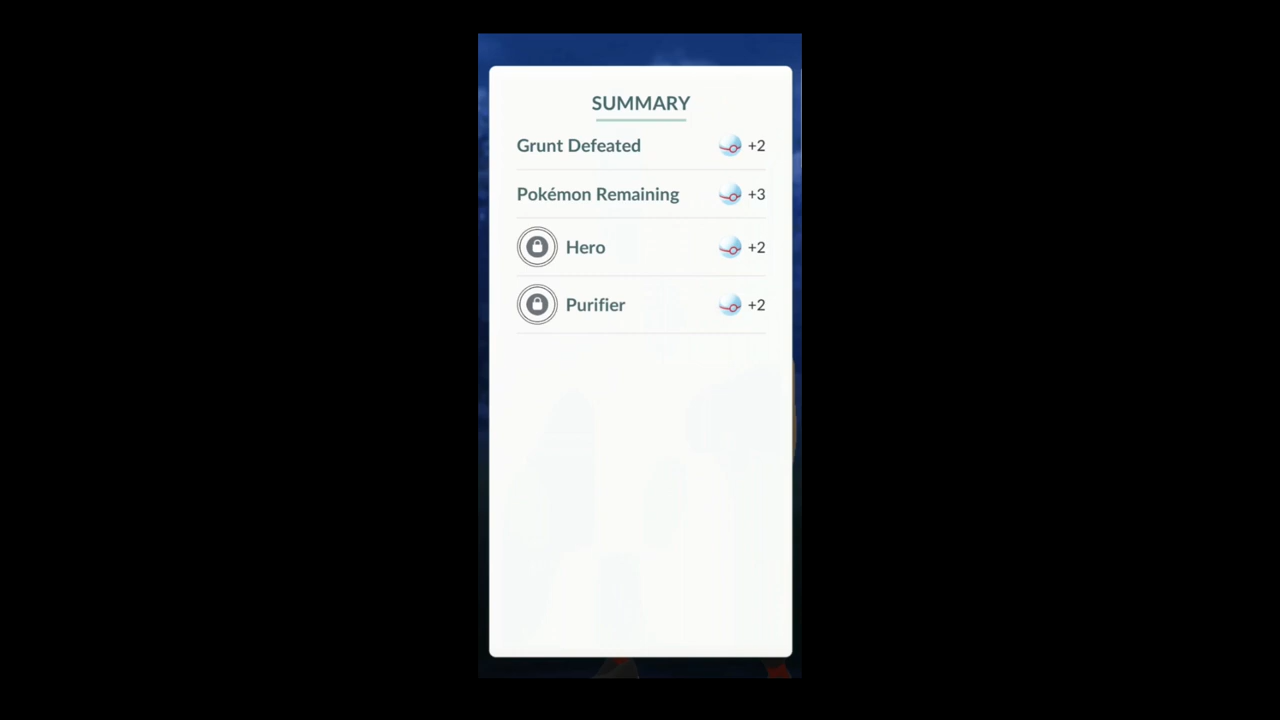 SUMMARY
Grunt Defeated +2
Pokémon Remaining +3
Hero +2
Purifier +2